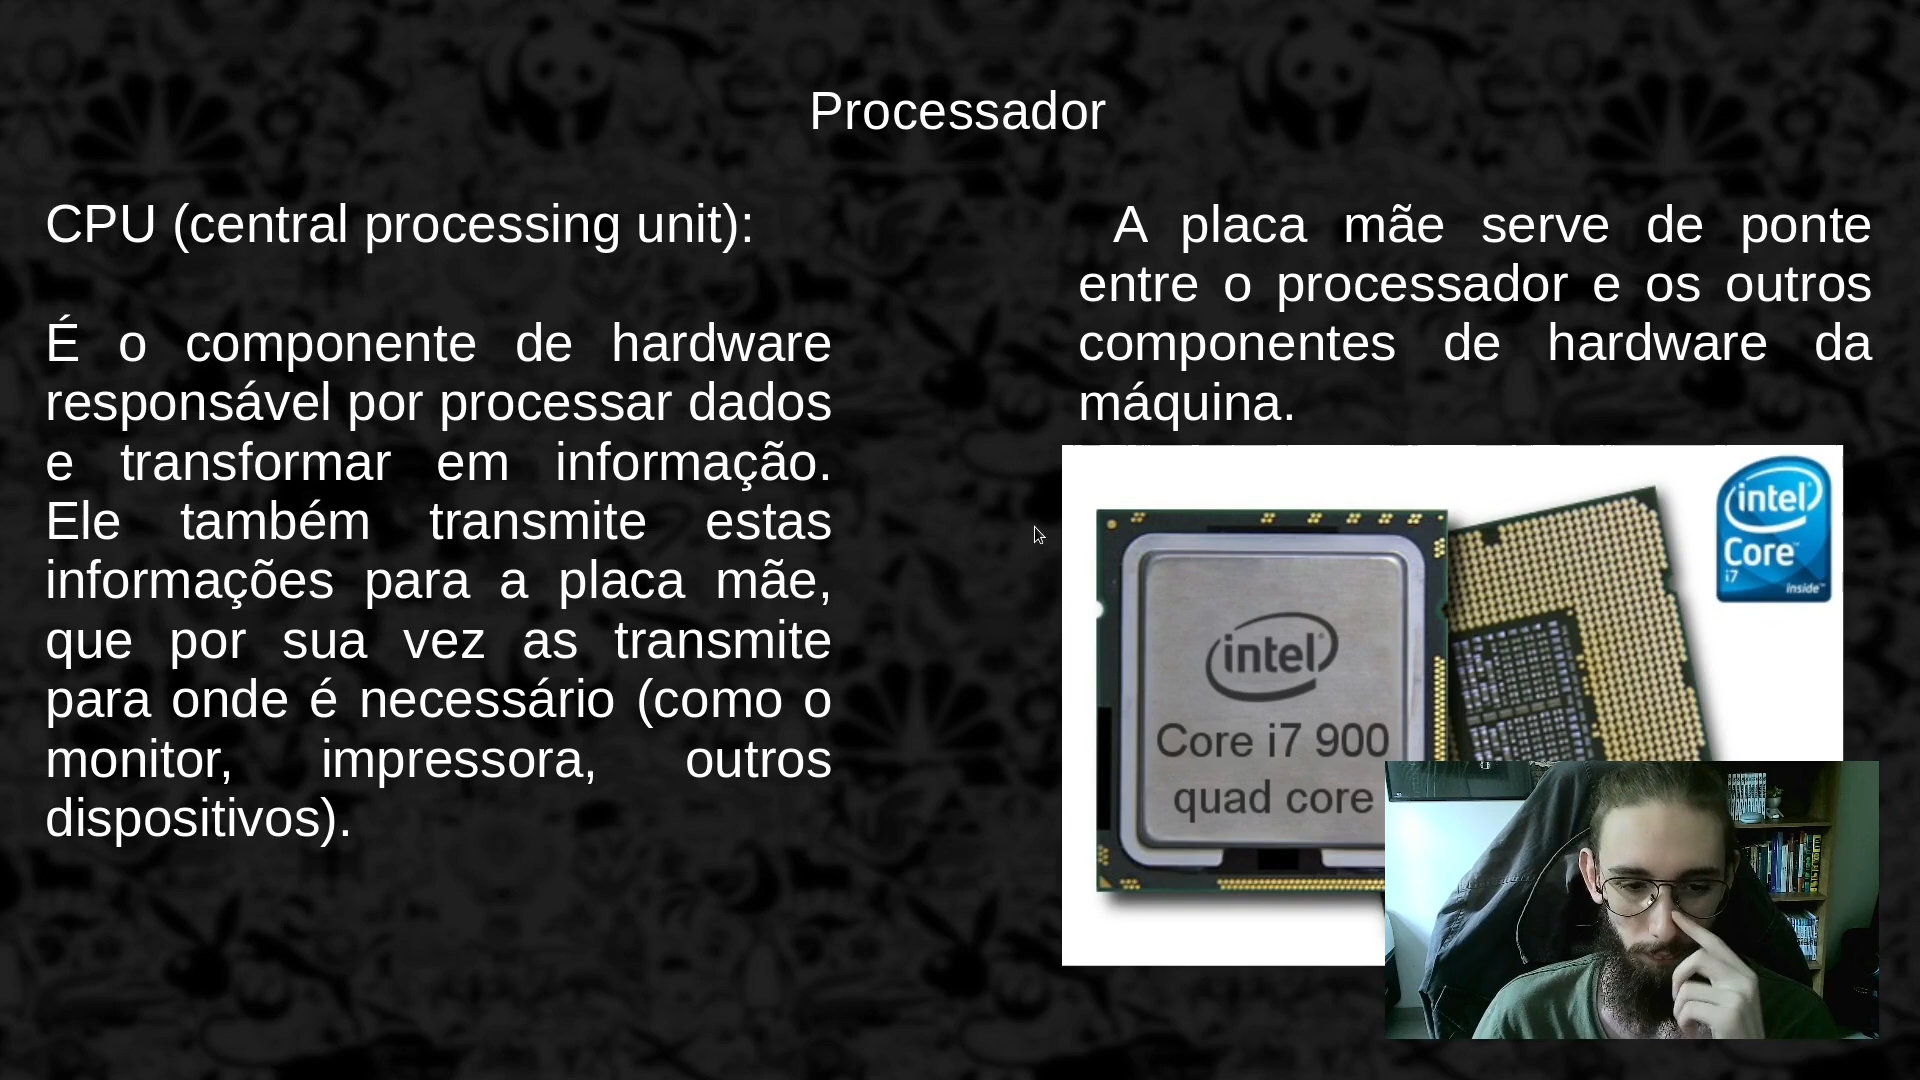 Processador
CPU (central processing unit):
É o componente de hardware
responsável por processar dados
e transformar em informação.
Ele também transmite estas
informações para a placa mãe,
que por sua vez as transmite
para onde é necessário (como o
monitor, impressora, outros
dispositivos).
A placa mãe serve de ponte
entre o processador e os outros
componentes de hardware da
máquina.
intel
Core™
i7
inside™
intel
Core i7 900
quad core